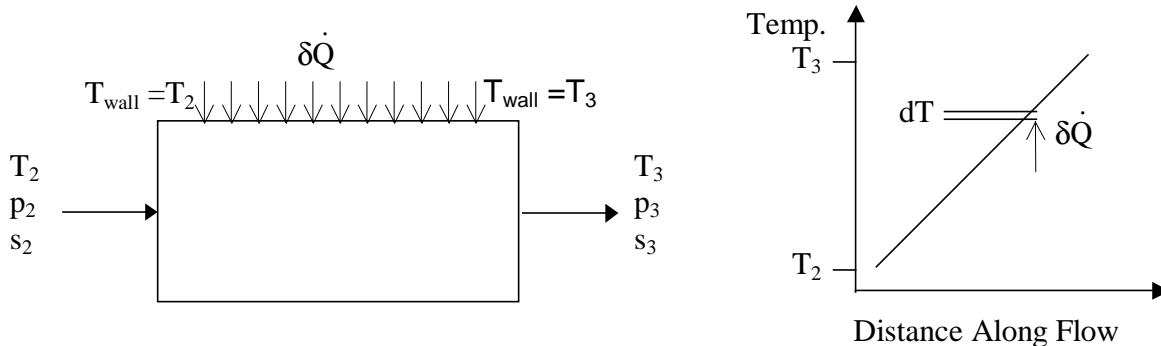 δQ̇
T_wall =T_2
T_wall =T_3
T_2
p_2
s_2
T_3
p_3
s_3
Temp.
T_3
dT
δQ̇
T_2
Distance Along Flow